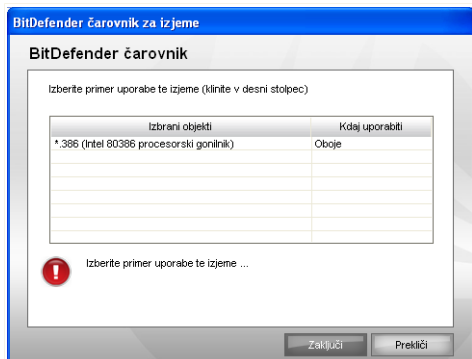 BitDefender čarovnik za izjeme
BitDefender čarovnik
Izberite primer uporabe te izjeme (klinite v desni stolpec)
Izbrani objekti Kdaj uporabiti
*.386 (Intel 80386 procesorski gonilnik) Oboje
Izberite primer uporabe te izjeme ...
Zaključi Prekliči